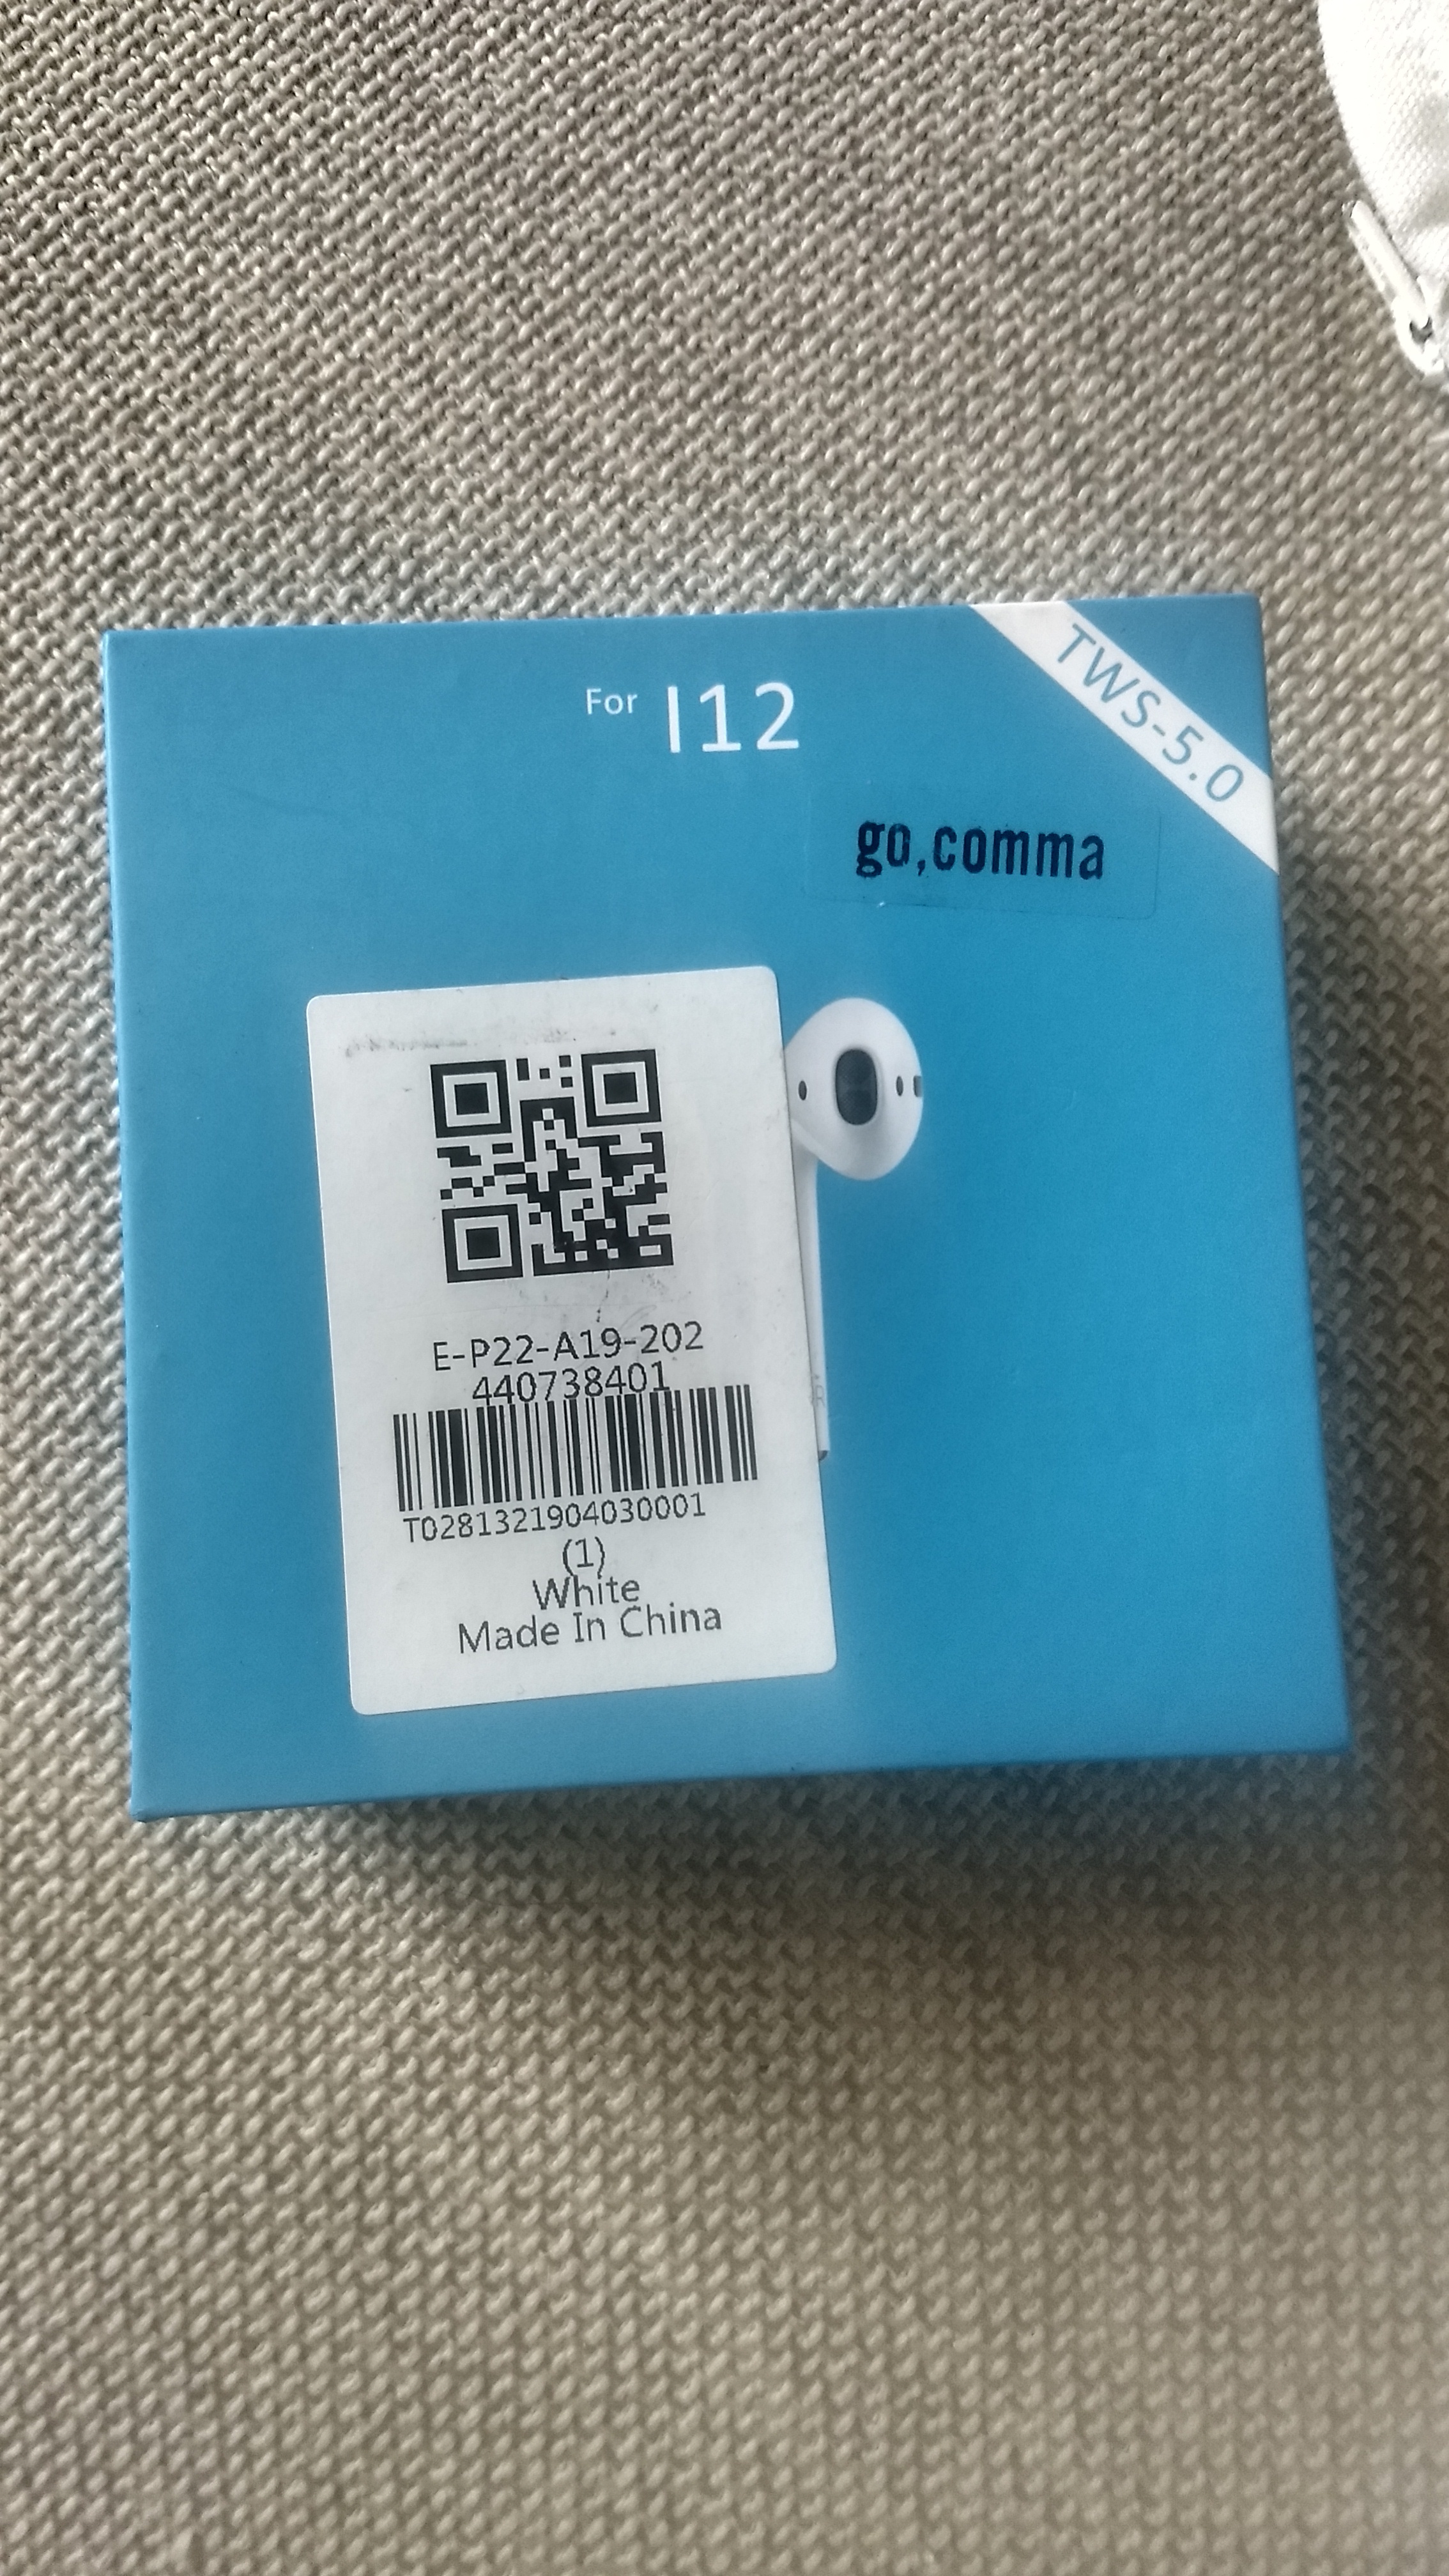 For I12
TWS-5.0
go,comma
E-P22-A19-202
440738401
T0281321904030001
(1)
White
Made In China